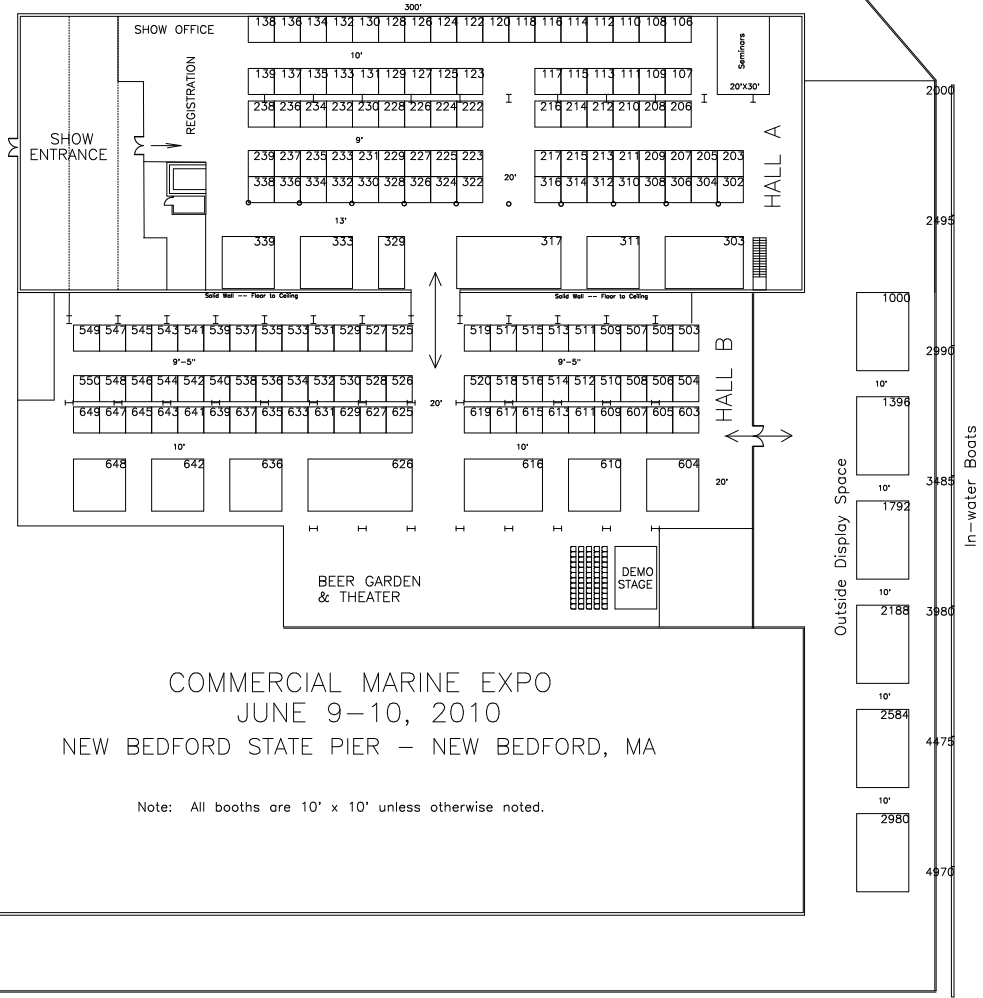 300'
SHOW OFFICE
138 136 134 132 130 128 126 124 122 120 118 116 114 112 110 108 106
Seminars
20'X30'
10'
REGISTRATION
139 137 135 133 131 129 127 125 123
117 115 113 111 109 107
238 236 234 232 230 228 226 224 222
216 214 212 210 208 206
SHOW
ENTRANCE
9'
HALL A
239 237 235 233 231 229 227 225 223
217 215 213 211 209 207 205 203
20'
338 336 334 332 330 328 326 324 322
316 314 312 310 308 306 304 302
13'
339 333 329 317 311 303
Solid Wall -- Floor to Ceiling
Solid Wall -- Floor to Ceiling
549 547 545 543 541 539 537 535 533 531 529 527 525
519 517 515 513 511 509 507 505 503
9'-5"
9'-5"
HALL B
550 548 546 544 542 540 538 536 534 532 530 528 526
520 518 516 514 512 510 508 506 504
20'
649 647 645 643 641 639 637 635 633 631 629 627 625
619 617 615 613 611 609 607 605 603
10'
10'
648 642 636 626 616 610 604
20'
BEER GARDEN
& THEATER
DEMO
STAGE
Outside Display Space
1000
10'
1396
10'
1792
10'
2188
10'
2584
10'
2980
2000
2495
2990
3485
3980
4475
4970
In-water Boats
COMMERCIAL MARINE EXPO
JUNE 9-10, 2010
NEW BEDFORD STATE PIER - NEW BEDFORD, MA
Note: All booths are 10' x 10' unless otherwise noted.